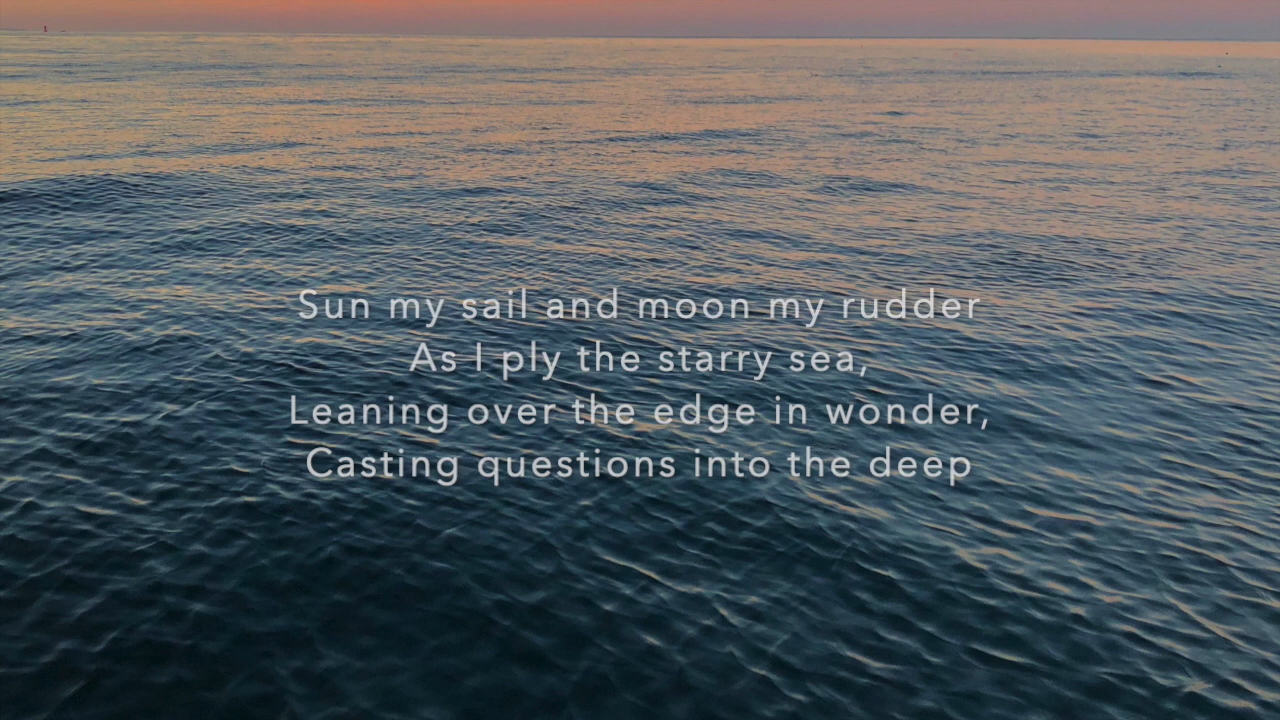 Sun my sail and moon my rudder
As I ply the starry sea,
Leaning over the edge in wonder,
Casting questions into the deep